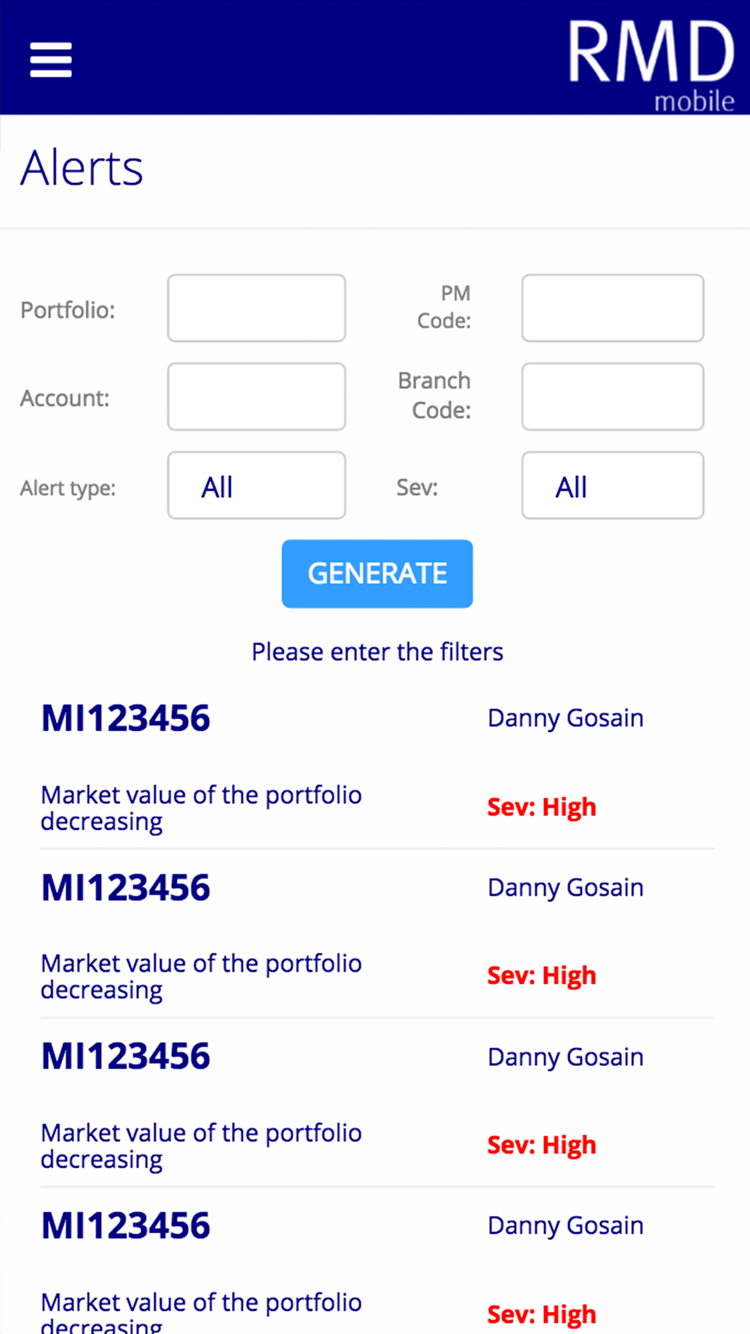 RMD
mobile
Alerts
Portfolio:
PM
Code:
Account:
Branch
Code:
Alert type:
All
Sev:
All
GENERATE
Please enter the filters
MI123456
Danny Gosain
Market value of the portfolio
decreasing
Sev: High
MI123456
Danny Gosain
Market value of the portfolio
decreasing
Sev: High
MI123456
Danny Gosain
Market value of the portfolio
decreasing
Sev: High
MI123456
Danny Gosain
Market value of the portfolio
decreasing
Sev: High